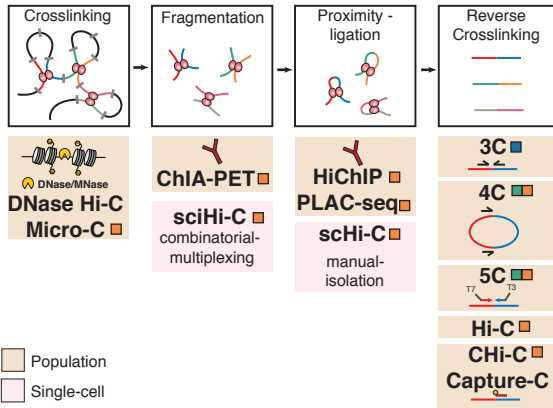 Crosslinking
Fragmentation
Proximity -
ligation
Reverse
Crosslinking
DNase/MNase
DNase Hi-C
Micro-C
ChIA-PET
sciHi-C
combinatorial-
multiplexing
HiChIP
PLAC-seq
scHi-C
manual-
isolation
3C
4C
5C
T7 T3
Hi-C
CHi-C
Capture-C
Population
Single-cell